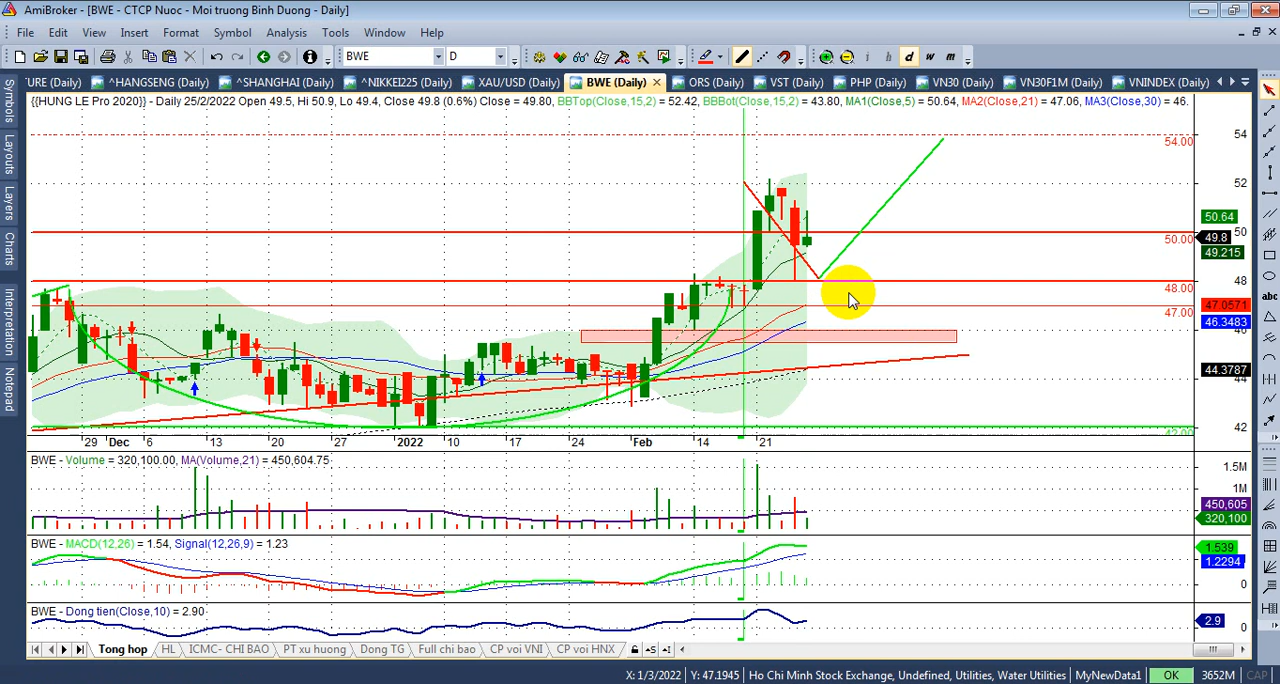 AmiBroker - [BWE - CTCP Nuoc - Moi truong Binh Duong - Daily]
File Edit View Insert Format Symbol Analysis Tools Window Help
BWE D i h d w m
'URE (Daily) ^HANGSENG (Daily) ^SHANGHAI (Daily) ^NIKKEI225 (Daily) XAU/USD (Daily) BWE (Daily) ORS (Daily) VST (Daily) PHP (Daily) VN30 (Daily) VN30F1M (Daily) VNINDEX (Daily)
Symbols
Layouts
Layers
Charts
Interpretation
Notepad
abc
{{HUNG LE Pro 2020}} - Daily 25/2/2022 Open 49.5, Hi 50.9, Lo 49.4, Close 49.8 (0.6%) Close = 49.80, BBTop(Close,15,2) = 52.42, BBBot(Close,15,2) = 43.80, MA1(Close,5) = 50.64, MA2(Close,21) = 47.06, MA3(Close,30) = 46.
54
54.00
52
50.64
50
50.00
49.8
49.215
48
48.00
47.0571
47.00
46.3483
46
44.3787
44
42
42.00
29 Dec 6 13 20 27 2022 10 17 24 Feb 14 21
BWE - Volume = 320,100.00, MA(Volume,21) = 450,604.75
1.5M
1M
450,605
320,100
BWE - MACD(12,26) = 1.54, Signal(12,26,9) = 1.23
1.539
1.2294
0
BWE - Dong tien(Close,10) = 2.90
2.9
0
Tong hop HL ICMC- CHI BAO PT xu huong Dong TG Full chi bao CP voi VNI CP voi HNX
X: 1/3/2022 Y: 47.1945 Ho Chi Minh Stock Exchange, Undefined, Utilities, Water Utilities MyNewData1 OK 3652M CAP